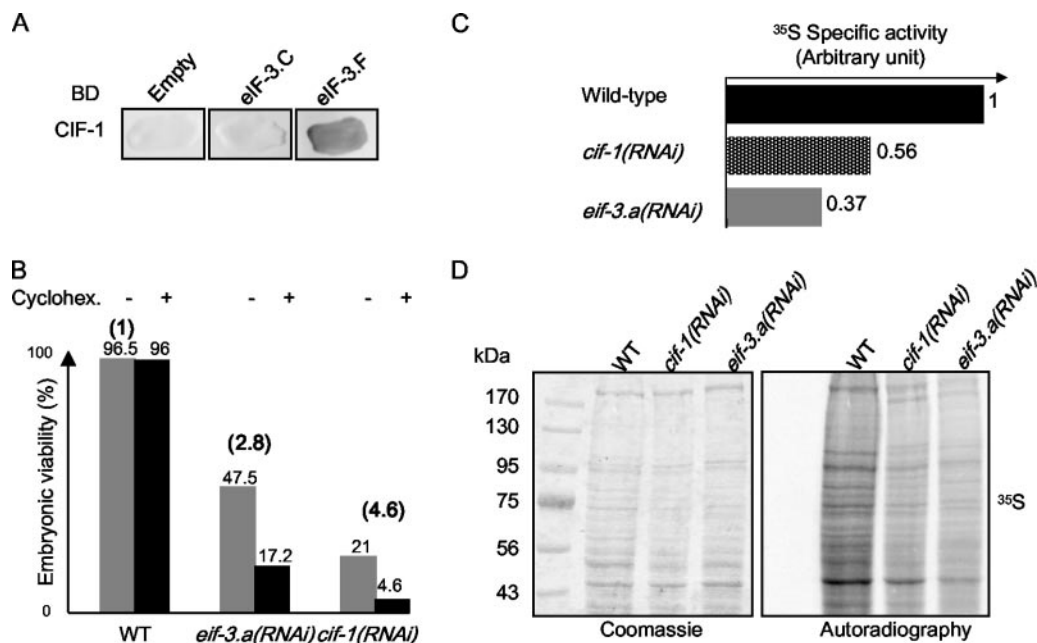 A
BD
Empty
eIF-3.C
eIF-3.F
CIF-1
B
Cyclohex. - + - + - +
Embryonic viability (%)
100
0
(1)
96.5 96
(2.8)
47.5
17.2
(4.6)
21
4.6
WT eif-3.a(RNAi) cif-1(RNAi)
C
35S Specific activity
(Arbitrary unit)
Wild-type
1
cif-1(RNAi)
0.56
eif-3.a(RNAi)
0.37
D
kDa
WT cif-1(RNAi) eif-3.a(RNAi)
WT cif-1(RNAi) eif-3.a(RNAi)
170
130
95
75
56
43
35S
Coomassie
Autoradiography